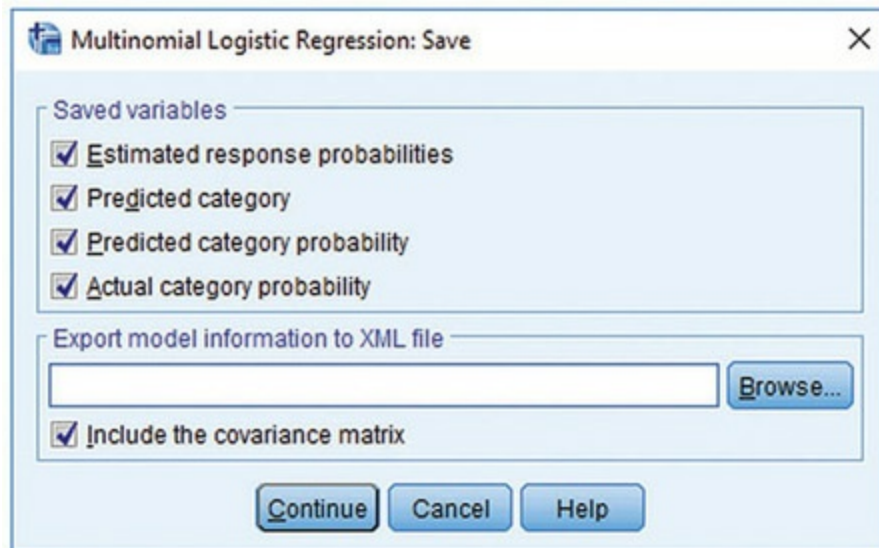 Multinomial Logistic Regression: Save
Saved variables
Estimated response probabilities
Predicted category
Predicted category probability
Actual category probability
Export model information to XML file
Browse...
Include the covariance matrix
Continue Cancel Help